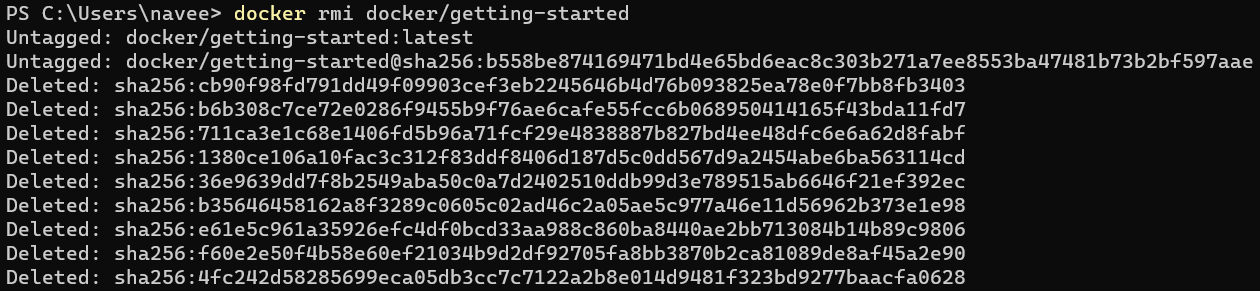 PS C:\Users\navee> docker rmi docker/getting-started
Untagged: docker/getting-started:latest
Untagged: docker/getting-started@sha256:b558be874169471bd4e65bd6eac8c303b271a7ee8553ba47481b73b2bf597aae
Deleted: sha256:cb90f98fd791dd49f09903cef3eb2245646b4d76b093825ea78e0f7bb8fb3403
Deleted: sha256:b6b308c7ce72e0286f9455b9f76ae6cafe55fcc6b068950414165f43bda11fd7
Deleted: sha256:711ca3e1c68e1406fd5b96a71fcf29e4838887b827bd4ee48dfc6e6a62d8fabf
Deleted: sha256:1380ce106a10fac3c312f83ddf8406d187d5c0dd567d9a2454abe6ba563114cd
Deleted: sha256:36e9639dd7f8b2549aba50c0a7d2402510ddb99d3e789515ab6646f21ef392ec
Deleted: sha256:b35646458162a8f3289c0605c02ad46c2a05ae5c977a46e11d56962b373e1e98
Deleted: sha256:e61e5c961a35926efc4df0bcd33aa988c860ba8440ae2bb713084b14b89c9806
Deleted: sha256:f60e2e50f4b58e60ef21034b9d2df92705fa8bb3870b2ca81089de8af45a2e90
Deleted: sha256:4fc242d58285699eca05db3cc7c7122a2b8e014d9481f323bd9277baacfa0628